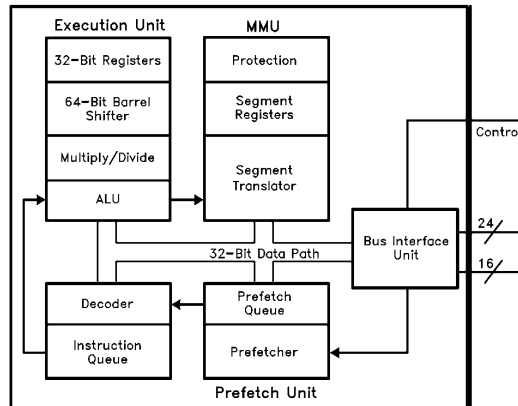 Execution Unit
MMU
32-Bit Registers
64-Bit Barrel
Shifter
Multiply/Divide
ALU
Protection
Segment
Registers
Segment
Translator
Contro
24
16
Bus Interface
Unit
32-Bit Data Path
Decoder
Instruction
Queue
Prefetch
Queue
Prefetcher
Prefetch Unit